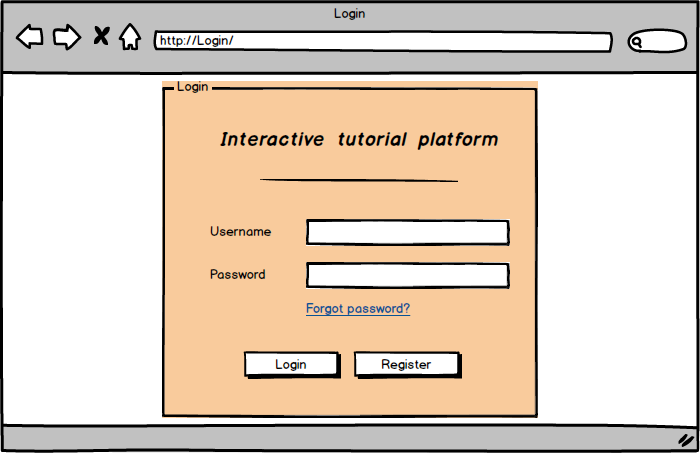 Login
http://Login/
Login
Interactive tutorial platform
Username
Password
Forgot password?
Login
Register